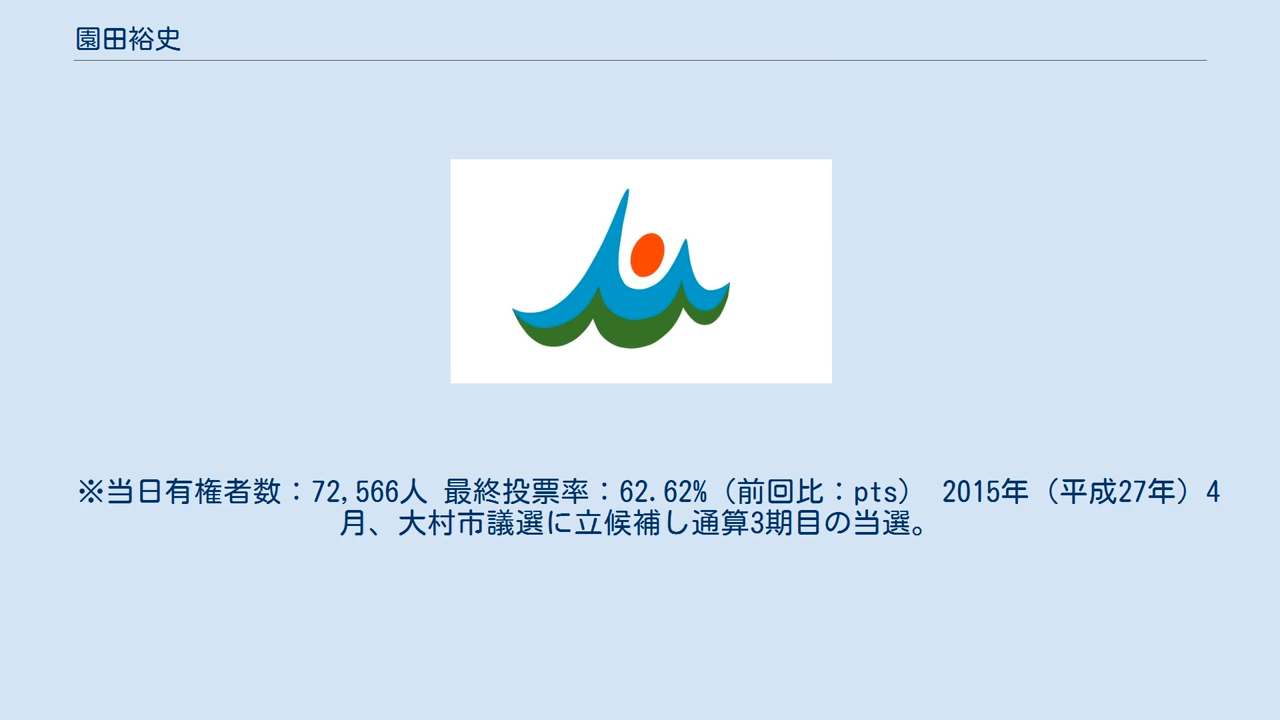 園田裕史
※当日有権者数：72,566人 最終投票率：62.62%（前回比：pts） 2015年（平成27年）4
月、大村市議選に立候補し通算3期目の当選。